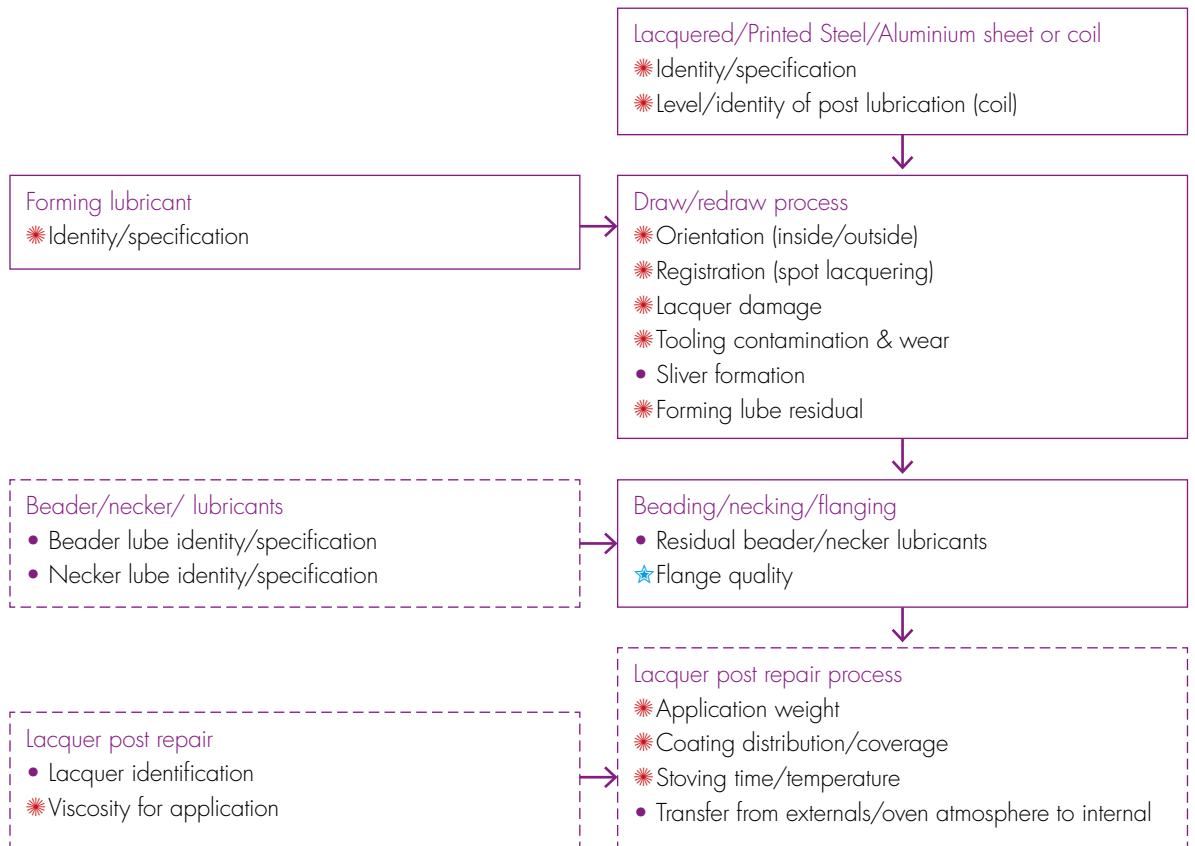 Lacquered/Printed Steel/Aluminium sheet or coil
Identity/specification
Level/identity of post lubrication (coil)
Forming lubricant
Identity/specification
Draw/redraw process
Orientation (inside/outside)
Registration (spot lacquering)
Lacquer damage
Tooling contamination & wear
• Sliver formation
Forming lube residual
Beader/necker/ lubricants
• Beader lube identity/specification
• Necker lube identity/specification
Beading/necking/flanging
• Residual beader/necker lubricants
Flange quality
Lacquer post repair
• Lacquer identification
Viscosity for application
Lacquer post repair process
Application weight
Coating distribution/coverage
Stoving time/temperature
• Transfer from externals/oven atmosphere to internal